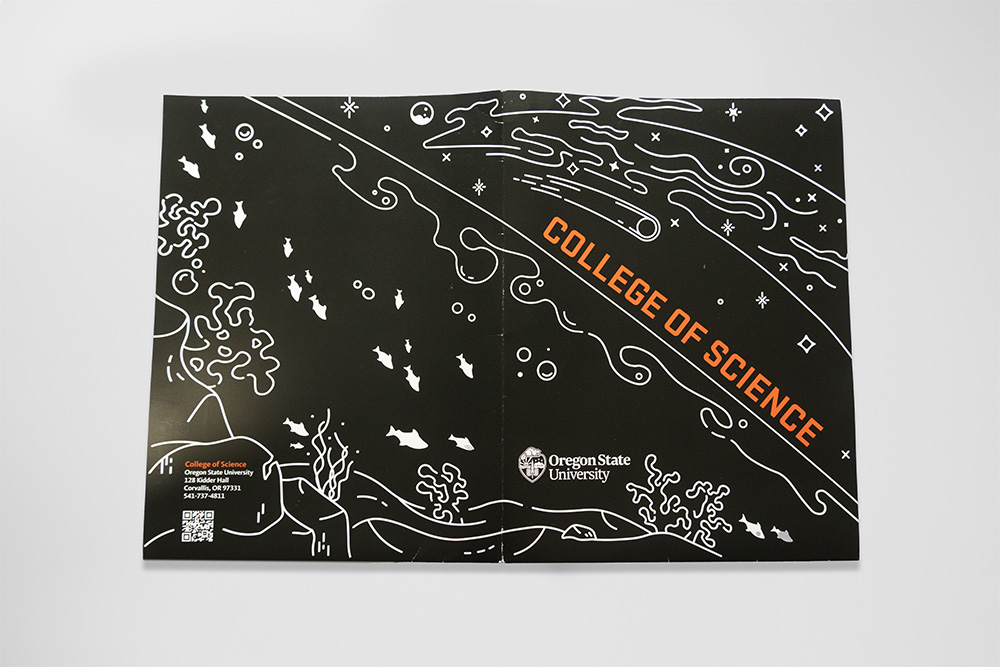 COLLEGE OF SCIENCE
College of Science
Oregon State University
128 Kidder Hall
Corvallis, OR 97331
541-737-4811
Oregon State
University